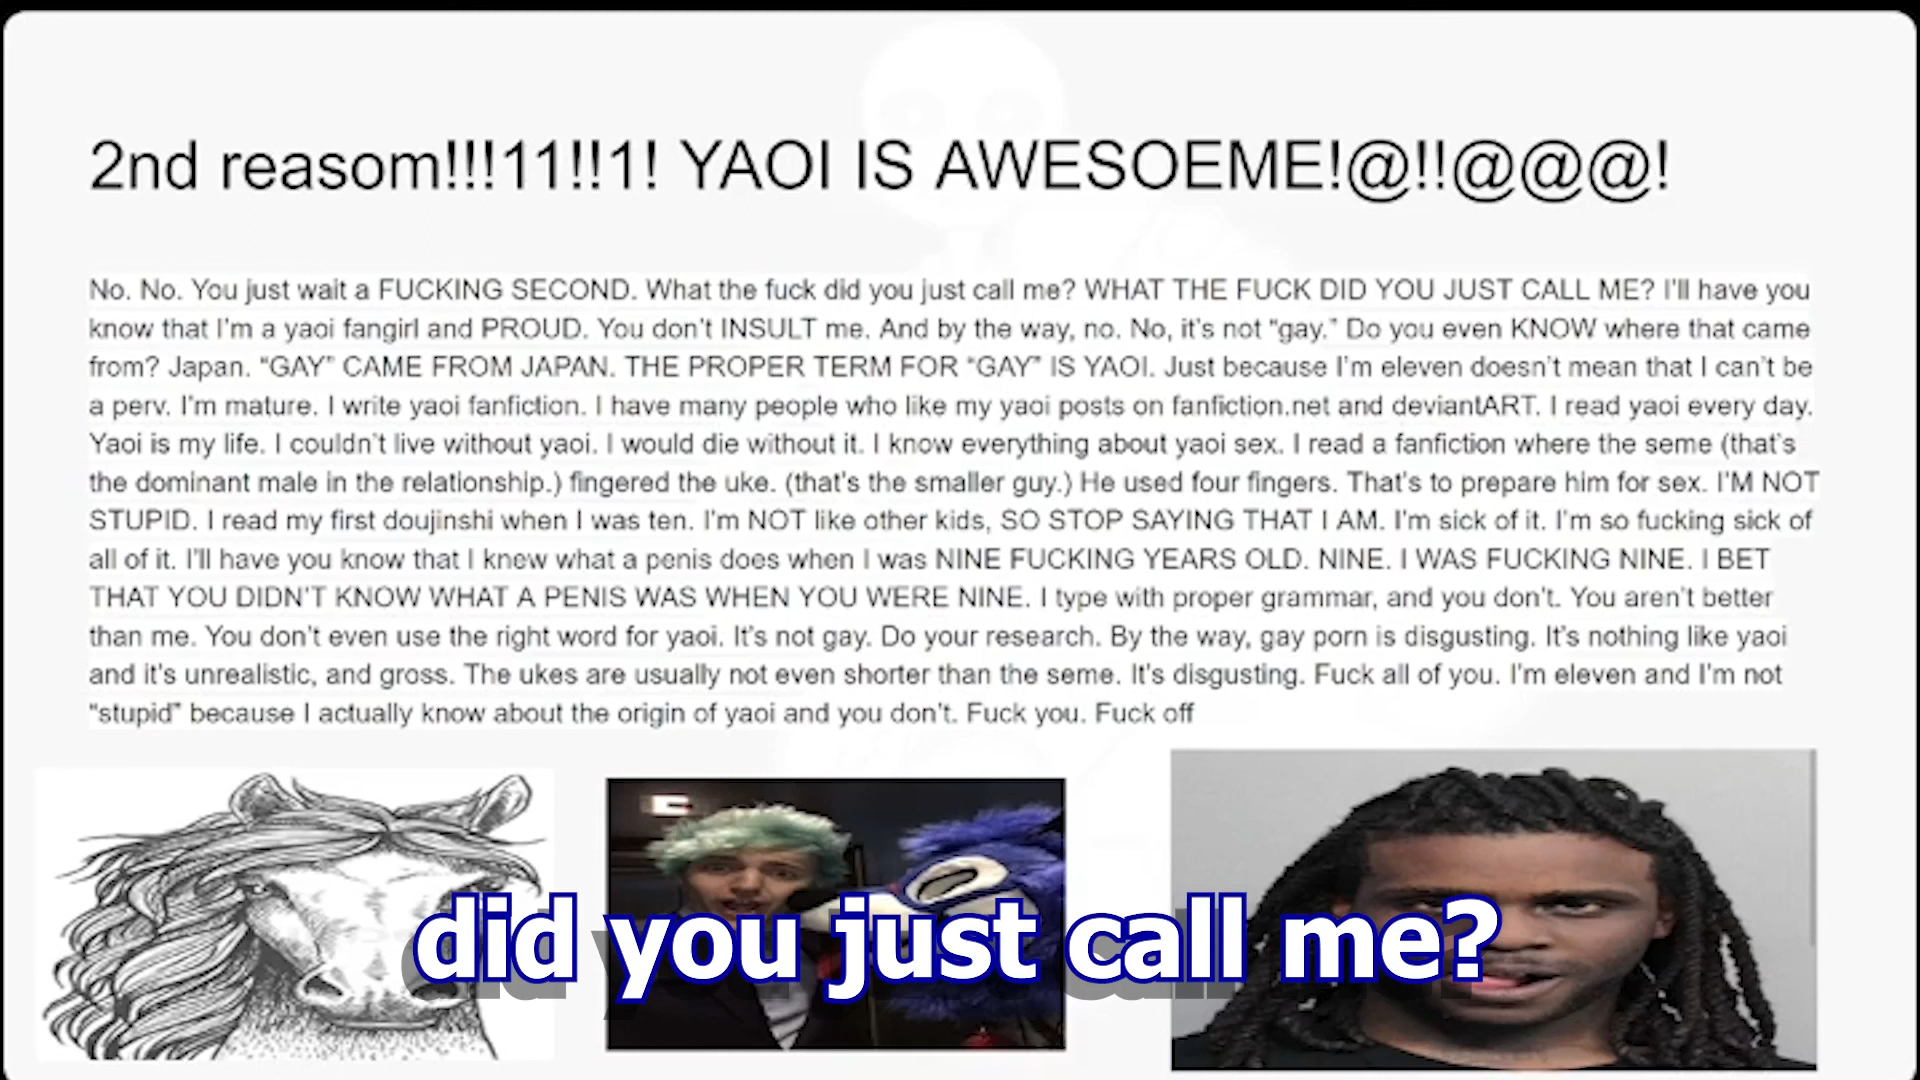 2nd reasom!!!11!!1! YAOI IS AWESOEME!@!!@@@!
No. No. You just wait a FUCKING SECOND. What the fuck did you just call me? WHAT THE FUCK DID YOU JUST CALL ME? I'll have you
know that I'm a yaoi fangirl and PROUD. You don't INSULT me. And by the way, no. No, it's not “gay.” Do you even KNOW where that came
from? Japan. “GAY” CAME FROM JAPAN. THE PROPER TERM FOR “GAY” IS YAOI. Just because I'm eleven doesn't mean that I can't be
a perv. I'm mature. I write yaoi fanfiction. I have many people who like my yaoi posts on fanfiction.net and deviantART. I read yaoi every day.
Yaoi is my life. I couldn't live without yaoi. I would die without it. I know everything about yaoi sex. I read a fanfiction where the seme (that's
the dominant male in the relationship.) fingered the uke. (that's the smaller guy.) He used four fingers. That's to prepare him for sex. I'M NOT
STUPID. I read my first doujinshi when I was ten. I'm NOT like other kids, SO STOP SAYING THAT I AM. I'm sick of it. I'm so fucking sick of
all of it. I'll have you know that I knew what a penis does when I was NINE FUCKING YEARS OLD. NINE. I WAS FUCKING NINE. I BET
THAT YOU DIDN'T KNOW WHAT A PENIS WAS WHEN YOU WERE NINE. I type with proper grammar, and you don't. You aren't better
than me. You don't even use the right word for yaoi. It's not gay. Do your research. By the way, gay porn is disgusting. It's nothing like yaoi
and it's unrealistic, and gross. The ukes are usually not even shorter than the seme. It's disgusting. Fuck all of you. I'm eleven and I'm not
“stupid” because I actually know about the origin of yaoi and you don't. Fuck you. Fuck off
did you just call me?